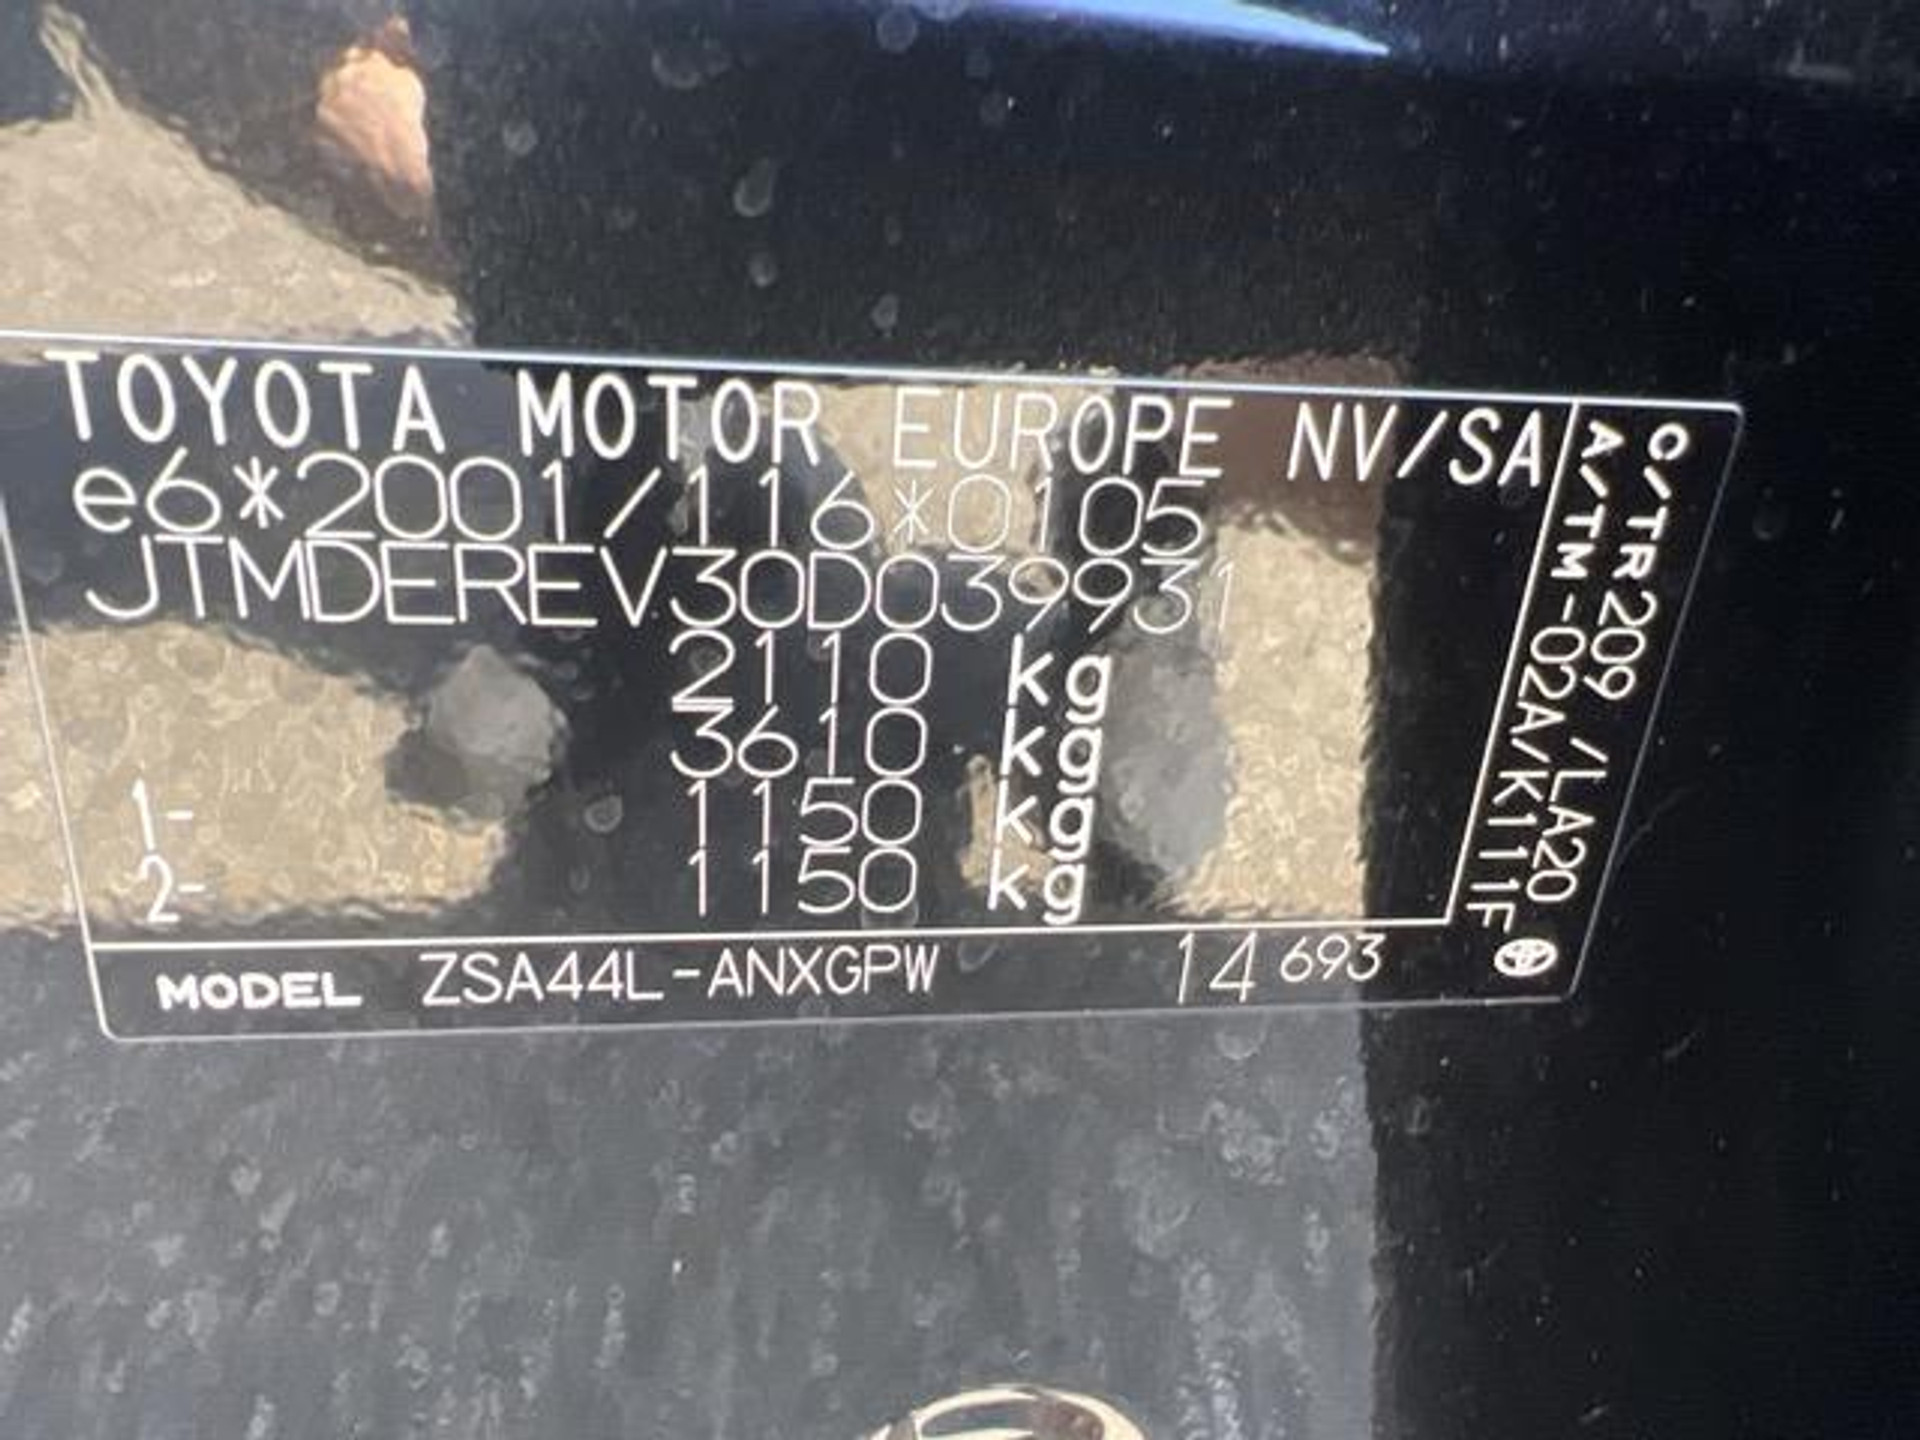 TOYOTA MOTOR EUROPE NV/SA
e6*2001/116*0105
JTMDEREV30D039931
2110 kg
3610 kg
1- 1150 kg
2- 1150 kg
MODEL ZSA44L-ANXGPW 14 693
C/TR 209 /LA20
A/TM -02A/K111F